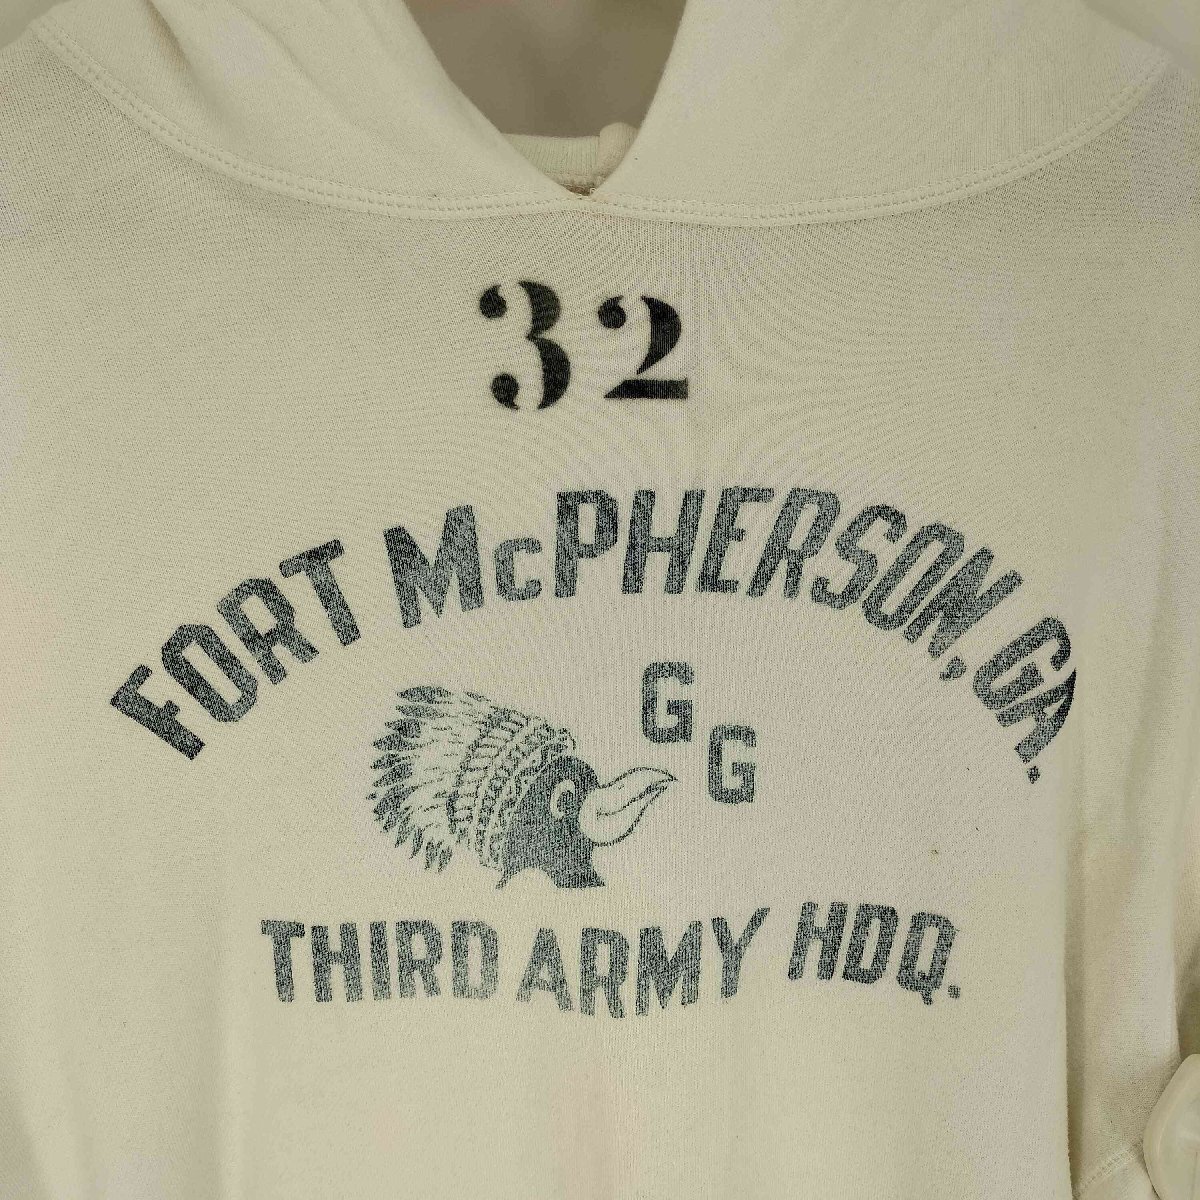 32
FORT McPHERSON, GA.
G
G
THIRD ARMY HDQ.